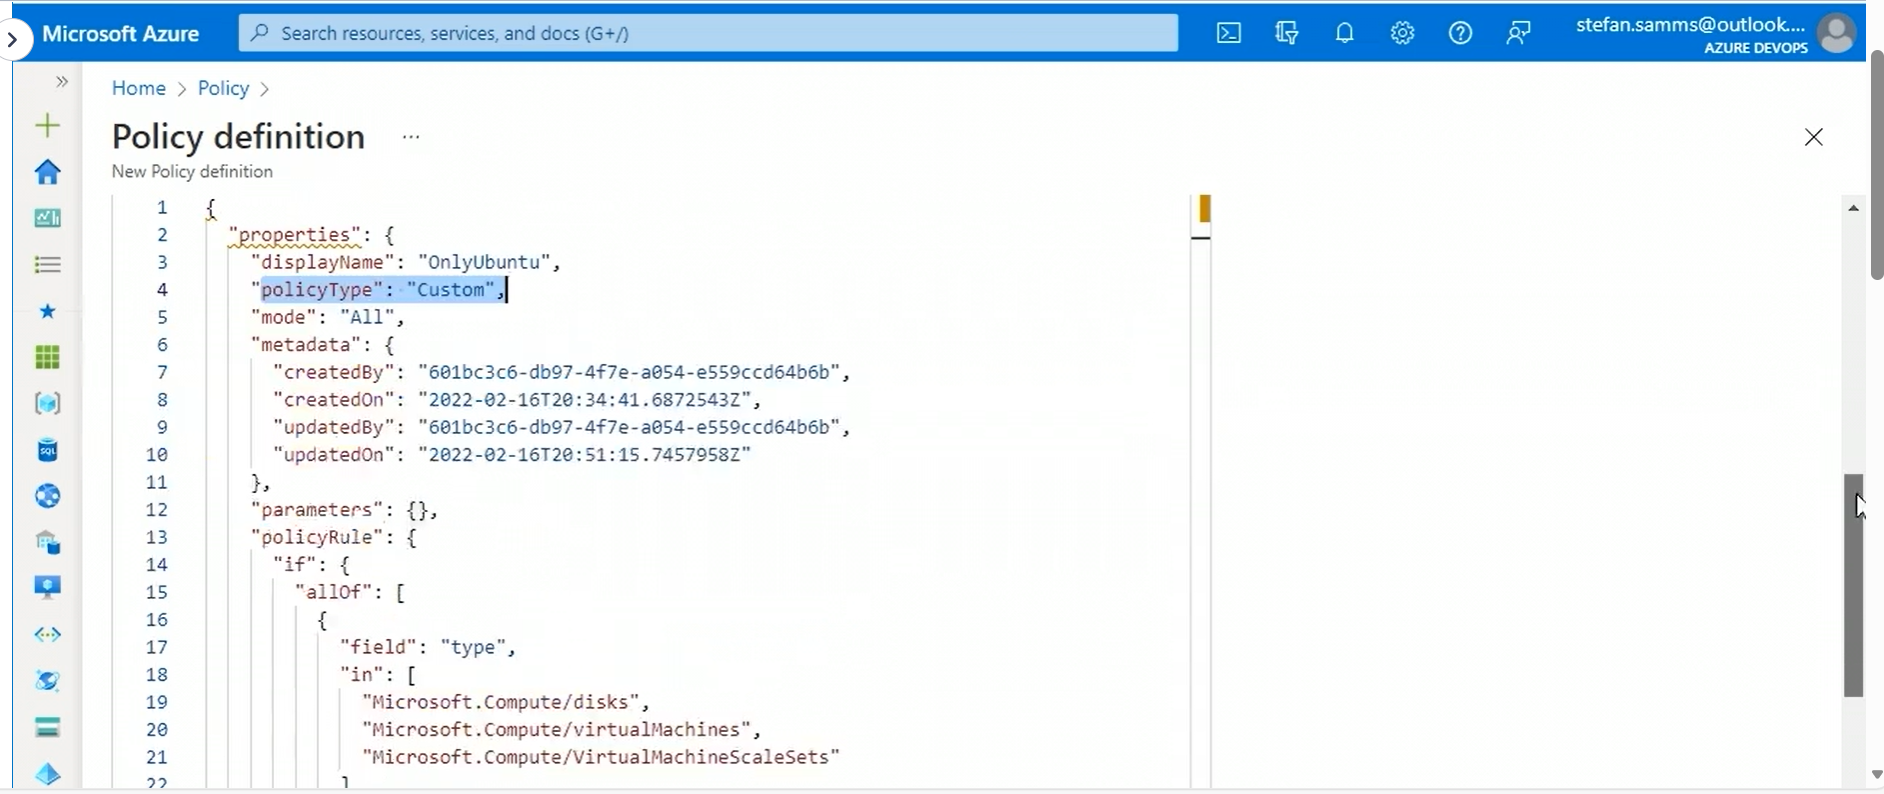 Microsoft Azure
Search resources, services, and docs (G+/)
stefan.samms@outlook....
AZURE DEVOPS
Home > Policy >
Policy definition ...
New Policy definition
1 {
2 "properties": {
3 "displayName": "OnlyUbuntu",
4 "policyType": "Custom",
5 "mode": "All",
6 "metadata": {
7 "createdBy": "601bc3c6-db97-4f7e-a054-e559ccd64b6b",
8 "createdOn": "2022-02-16T20:34:41.6872543Z",
9 "updatedBy": "601bc3c6-db97-4f7e-a054-e559ccd64b6b",
10 "updatedOn": "2022-02-16T20:51:15.7457958Z"
11 },
12 "parameters": {},
13 "policyRule": {
14 "if": {
15 "allOf": [
16 {
17 "field": "type",
18 "in": [
19 "Microsoft.Compute/disks",
20 "Microsoft.Compute/virtualMachines",
21 "Microsoft.Compute/VirtualMachineScaleSets"
22 ]